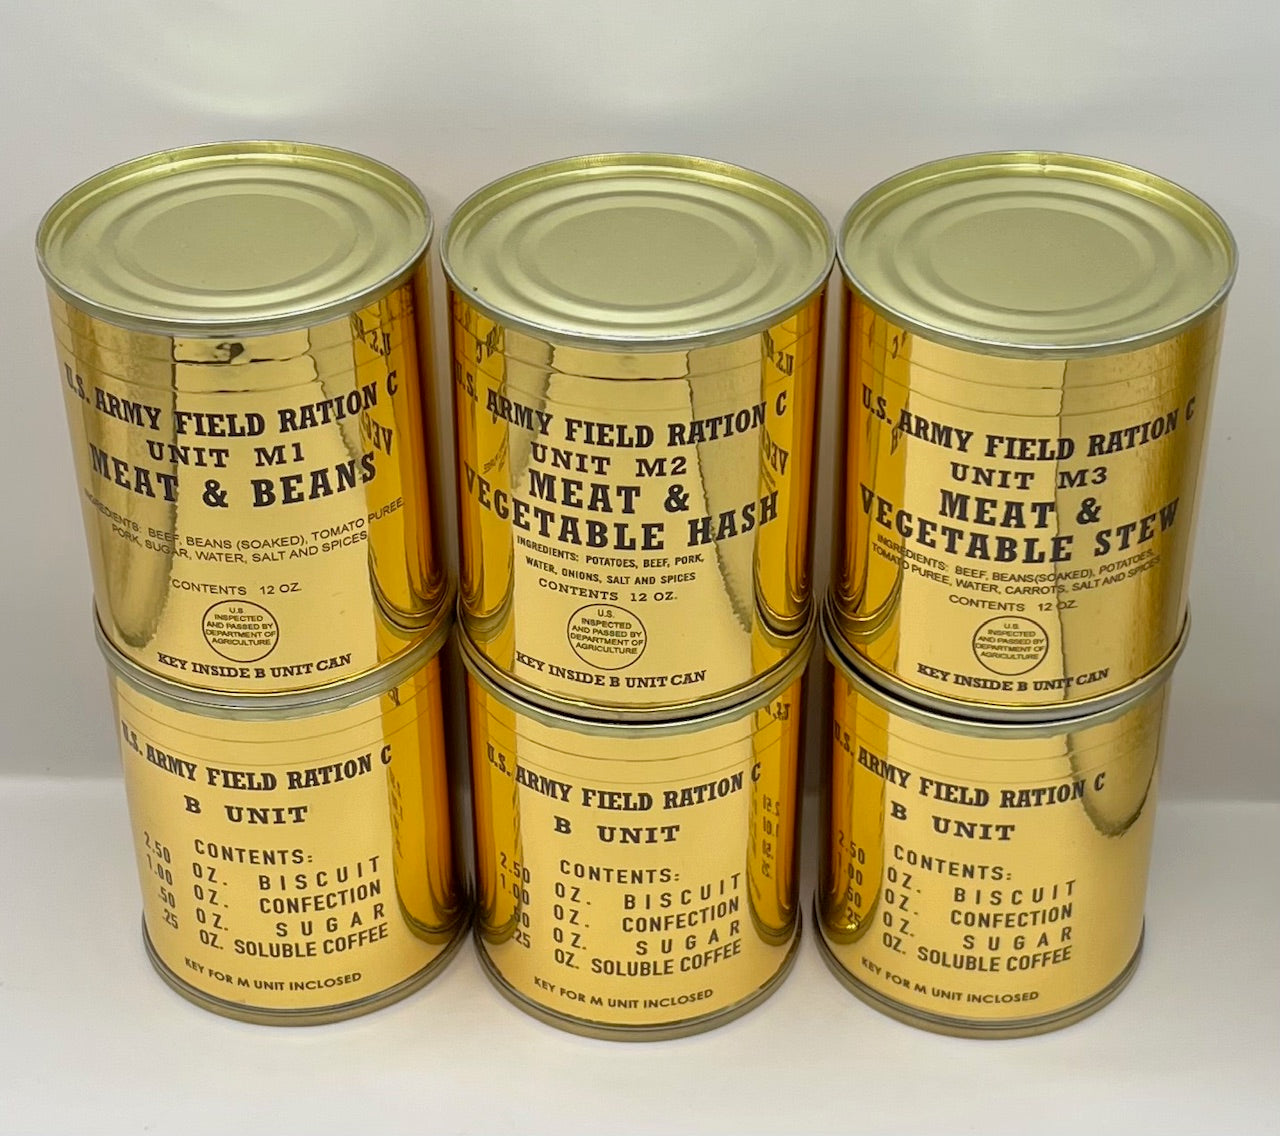 U.S. ARMY FIELD RATION C
UNIT M1
MEAT & BEANS
INGREDIENTS: BEEF, BEANS (SOAKED), TOMATO PUREE,
PORK, SUGAR, WATER, SALT AND SPICES
CONTENTS 12 OZ.
U.S.
INSPECTED
AND PASSED BY
DEPARTMENT OF
AGRICULTURE
KEY INSIDE B UNIT CAN
U.S. ARMY FIELD RATION C
UNIT M2
MEAT &
VEGETABLE HASH
INGREDIENTS: POTATOES, BEEF, PORK,
WATER, ONIONS, SALT AND SPICES
CONTENTS 12 OZ.
U.S.
INSPECTED
AND PASSED BY
DEPARTMENT OF
AGRICULTURE
KEY INSIDE B UNIT CAN
U.S. ARMY FIELD RATION C
UNIT M3
MEAT &
VEGETABLE STEW
INGREDIENTS: BEEF, BEANS(SOAKED), POTATOES,
TOMATO PUREE, WATER, CARROTS, SALT AND SPICES
CONTENTS 12 OZ.
U.S.
INSPECTED
AND PASSED BY
DEPARTMENT OF
AGRICULTURE
KEY INSIDE B UNIT CAN
U.S. ARMY FIELD RATION C
B UNIT
CONTENTS:
2.50 OZ. BISCUIT
1.00 OZ. CONFECTION
.50 OZ. SUGAR
.25 OZ. SOLUBLE COFFEE
KEY FOR M UNIT INCLOSED
U.S. ARMY FIELD RATION C
B UNIT
CONTENTS:
2.50 OZ. BISCUIT
1.00 OZ. CONFECTION
.50 OZ. SUGAR
.25 OZ. SOLUBLE COFFEE
KEY FOR M UNIT INCLOSED
U.S. ARMY FIELD RATION C
B UNIT
CONTENTS:
2.50 OZ. BISCUIT
1.00 OZ. CONFECTION
.50 OZ. SUGAR
.25 OZ. SOLUBLE COFFEE
KEY FOR M UNIT INCLOSED